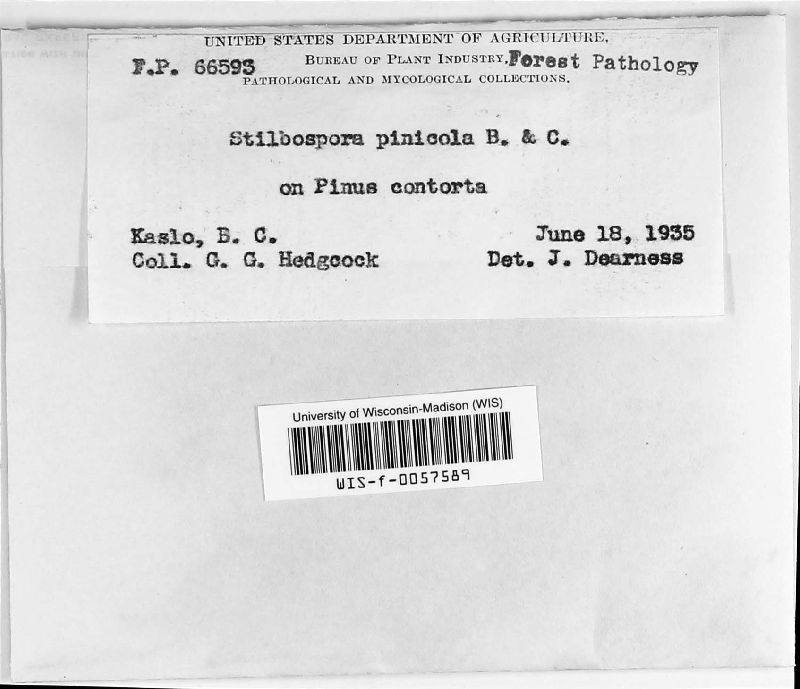 UNITED STATES DEPARTMENT OF AGRICULTURE,
F.P. 66593 BUREAU OF PLANT INDUSTRY, Forest Pathology
PATHOLOGICAL AND MYCOLOGICAL COLLECTIONS.
Stilbospora pinicola B. & C.
on Pinus contorta
Kaslo, B. C. June 18, 1935
Coll. G. G. Hedgcock Det. J. Dearness
University of Wisconsin-Madison (WIS)
WIS-f-0057589